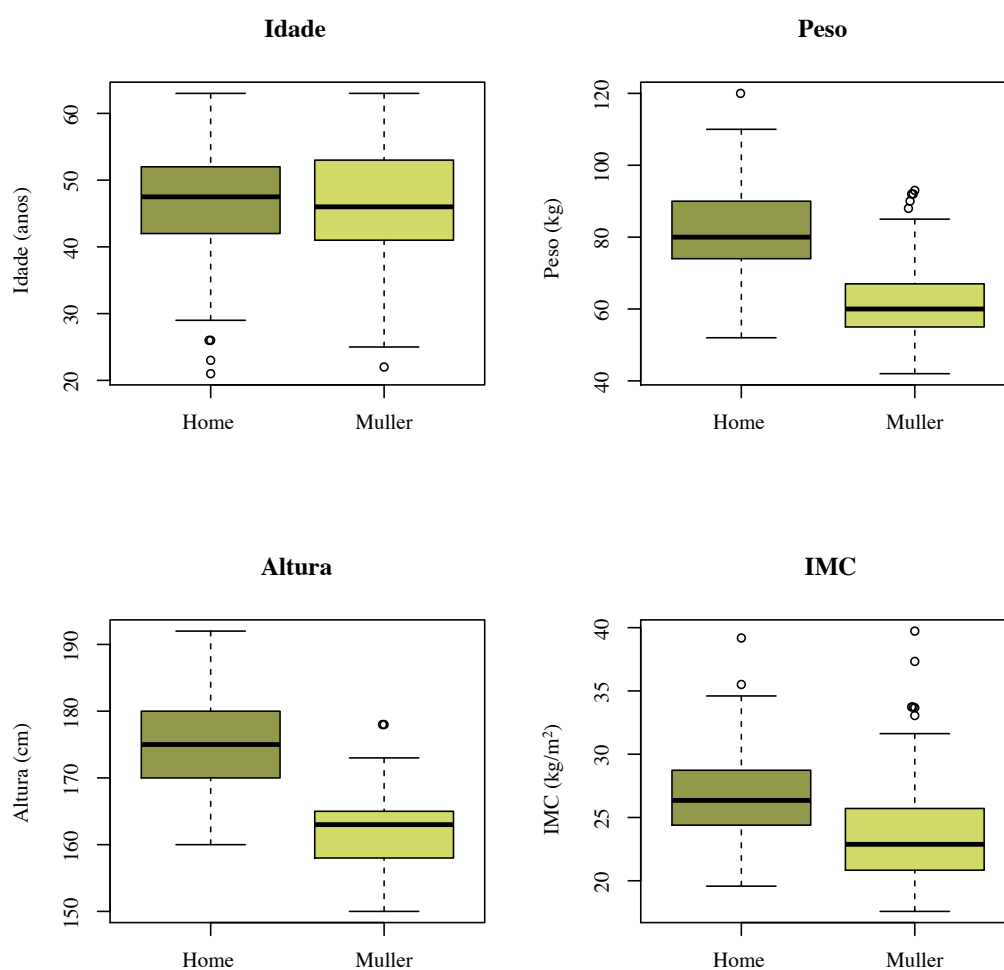 Idade
Idade (anos)
60
50
40
30
20
Home Muller
Peso
Peso (kg)
120
100
80
60
40
Home Muller
Altura
Altura (cm)
190
180
170
160
150
Home Muller
IMC
IMC (kg/m²)
40
35
30
25
20
Home Muller